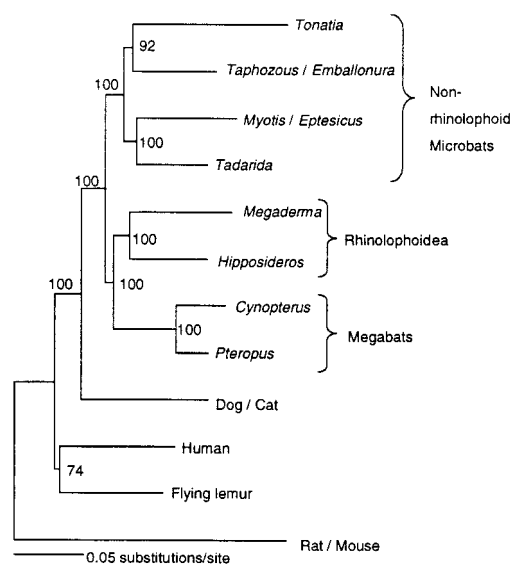 Tonatia
92
Taphozous / Emballonura
100
Non-
rhinolophoid
Microbats
Myotis / Eptesicus
100
Tadarida
100
Megaderma
100
Rhinolophoidea
Hipposideros
100
100
Cynopterus
100
Megabats
Pteropus
Dog / Cat
Human
74
Flying lemur
Rat / Mouse
0.05 substitutions/site